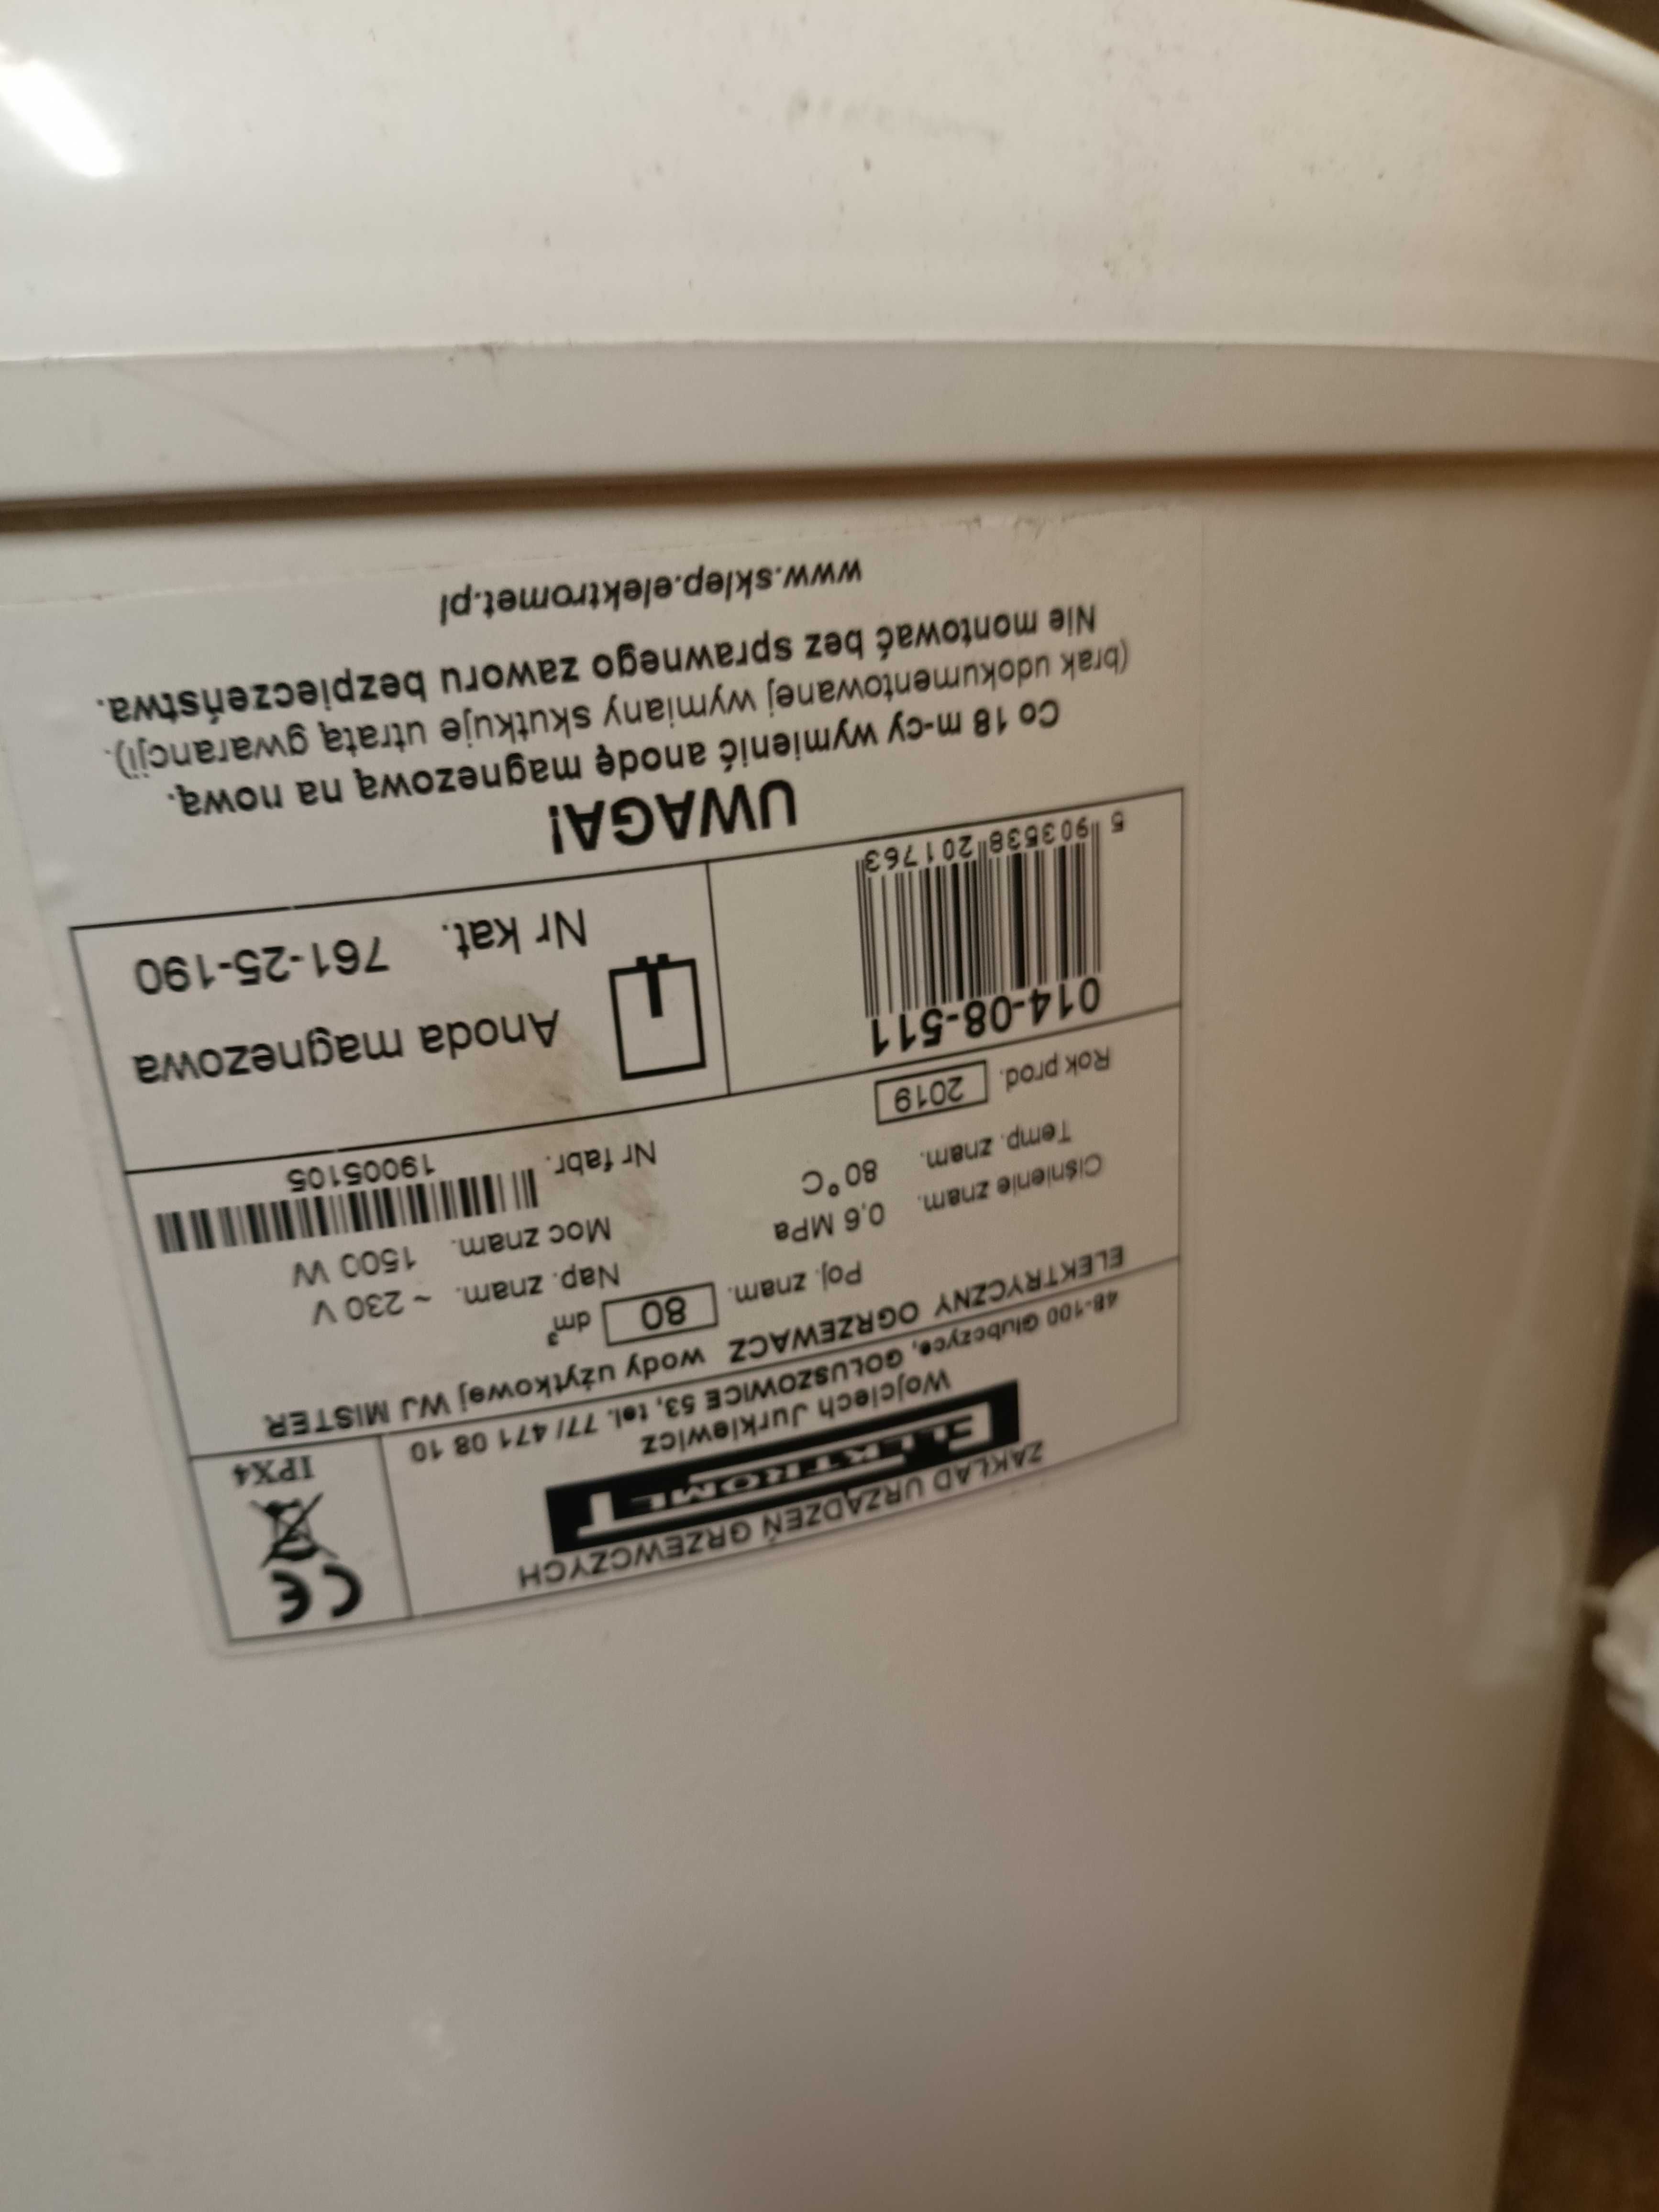 ZAKŁAD URZĄDZEŃ GRZEWCZYCH
ELEKTROMET
Wojciech Jurkiewicz
48-100 Głubczyce, GOŁUSZOWICE 53, tel. 77/ 471 08 10
CE
IPX4
ELEKTRYCZNY OGRZEWACZ wody użytkowej WJ MISTER
Poj. znam. 80 dm³
Ciśnienie znam. 0,6 MPa
Temp. znam. 80 °C
Rok prod. 2019
Nap. znam. ~ 230 V
Moc znam. 1500 W
Nr fabr. 19005105
014-08-511
5 903538 201763
Anoda magnezowa
Nr kat. 761-25-190
UWAGA!
Co 18 m-cy wymienić anodę magnezową na nową.
(brak udokumentowanej wymiany skutkuje utratą gwarancji).
Nie montować bez sprawnego zaworu bezpieczeństwa.
www.sklep.elektromet.pl